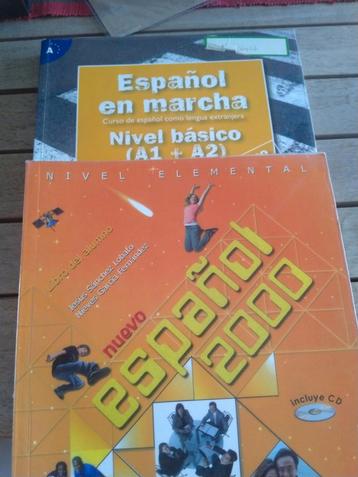 A
Español
en marcha
Curso de español como lengua extranjera
Nivel básico
(A1 + A2)
NIVEL ELEMENTAL
Libro del alumno
Jesús Sánchez Lobato
Nieves García Fernández
nuevo
español
2000
incluye CD